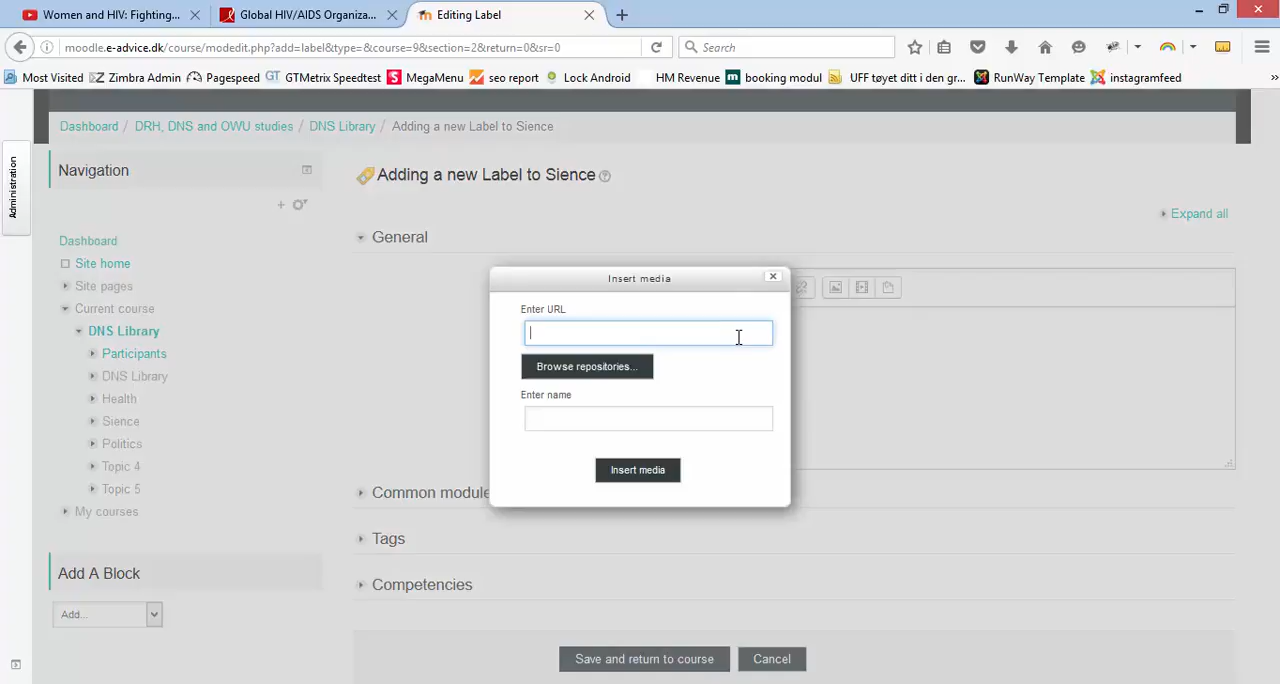 Women and HIV: Fighting...
Global HIV/AIDS Organiza...
Editing Label
moodle.e-advice.dk/course/modedit.php?add=label&type=&course=9&section=2&return=0&sr=0
Search
Most Visited
Zimbra Admin
Pagespeed
GT GTMetrix Speedtest
S MegaMenu
seo report
Lock Android
HM Revenue
m booking modul
UFF tøyet ditt i den gr...
RunWay Template
instagramfeed
»
Administration
Dashboard / DRH, DNS and OWU studies / DNS Library / Adding a new Label to Sience
Navigation
Dashboard
Site home
Site pages
Current course
DNS Library
Participants
DNS Library
Health
Sience
Politics
Topic 4
Topic 5
My courses
Add A Block
Add...
Adding a new Label to Sience
Expand all
General
Insert media
Enter URL
Browse repositories...
Enter name
Insert media
Common module
Tags
Competencies
Save and return to course
Cancel